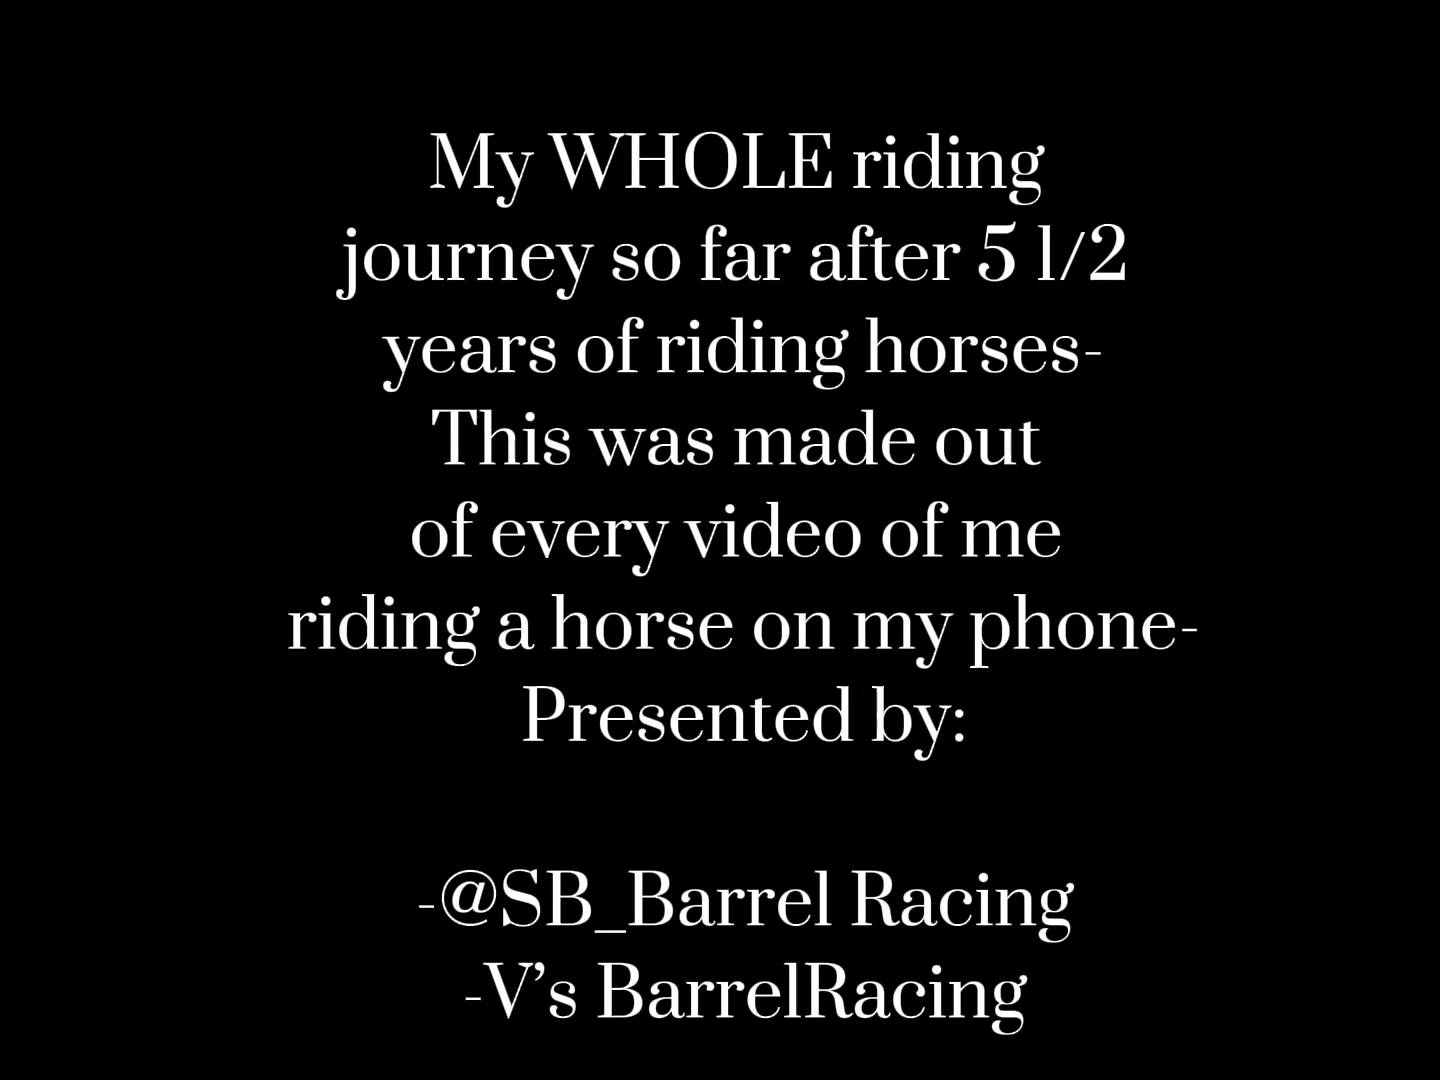 My WHOLE riding
journey so far after 5 1/2
years of riding horses-
This was made out
of every video of me
riding a horse on my phone-
Presented by:
-@SB_Barrel Racing
-V’s BarrelRacing